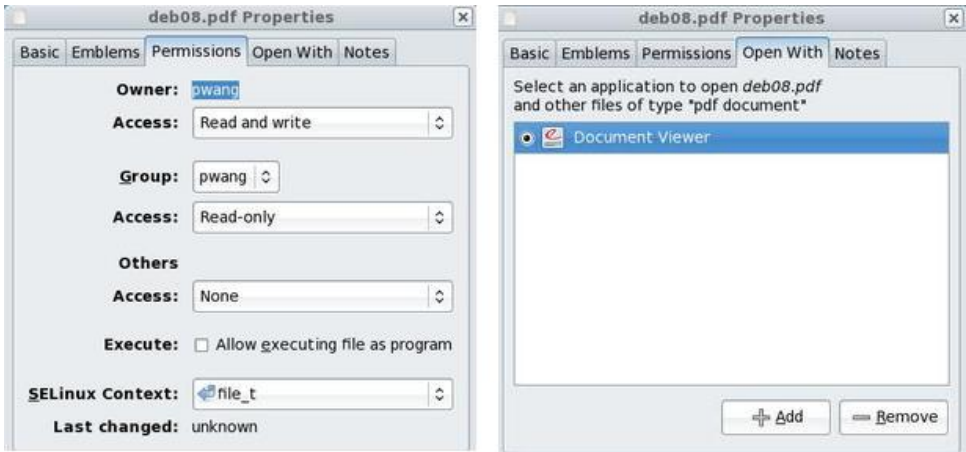 deb08.pdf Properties
Basic Emblems Permissions Open With Notes
Owner: pwang
Access: Read and write
Group: pwang
Access: Read-only
Others
Access: None
Execute: Allow executing file as program
SELinux Context: file_t
Last changed: unknown
deb08.pdf Properties
Basic Emblems Permissions Open With Notes
Select an application to open deb08.pdf
and other files of type "pdf document"
Document Viewer
Add Remove